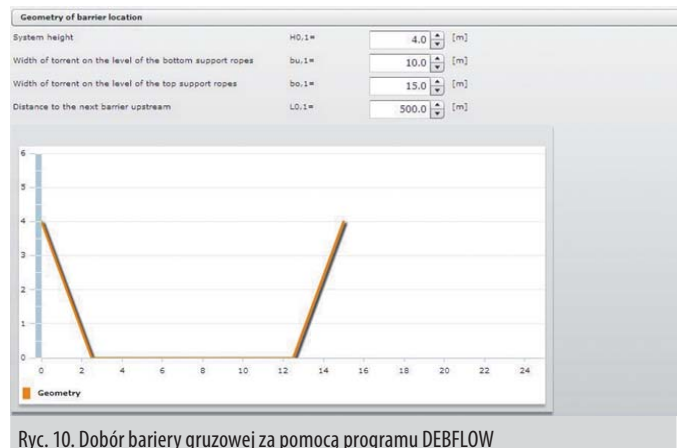 Geometry of barrier location
System height H0,1= 4.0 [m]
Width of torrent on the level of the bottom support ropes bu,1= 10.0 [m]
Width of torrent on the level of the top support ropes bo,1= 15.0 [m]
Distance to the next barrier upstream L0,1= 500.0 [m]
6
5
4
3
2
1
0
0 2 4 6 8 10 12 14 16 18 20 22 24
Geometry
Ryc. 10. Dobór bariery gruzowej za pomocą programu DEBFLOW